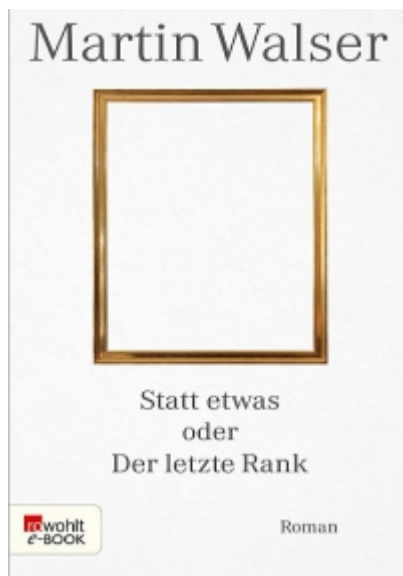 Martin Walser
Statt etwas
oder
Der letzte Rank
Roman
rowohlt
e-BOOK